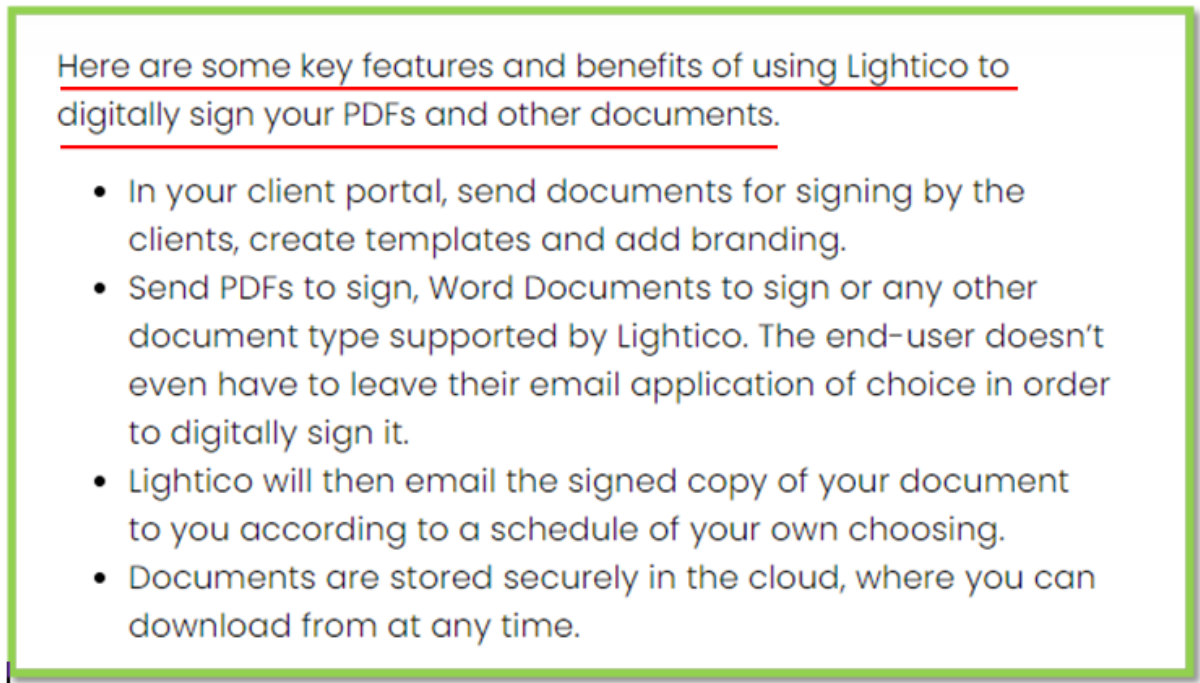 Here are some key features and benefits of using Lightico to
digitally sign your PDFs and other documents.
• In your client portal, send documents for signing by the
clients, create templates and add branding.
• Send PDFs to sign, Word Documents to sign or any other
document type supported by Lightico. The end-user doesn’t
even have to leave their email application of choice in order
to digitally sign it.
• Lightico will then email the signed copy of your document
to you according to a schedule of your own choosing.
• Documents are stored securely in the cloud, where you can
download from at any time.